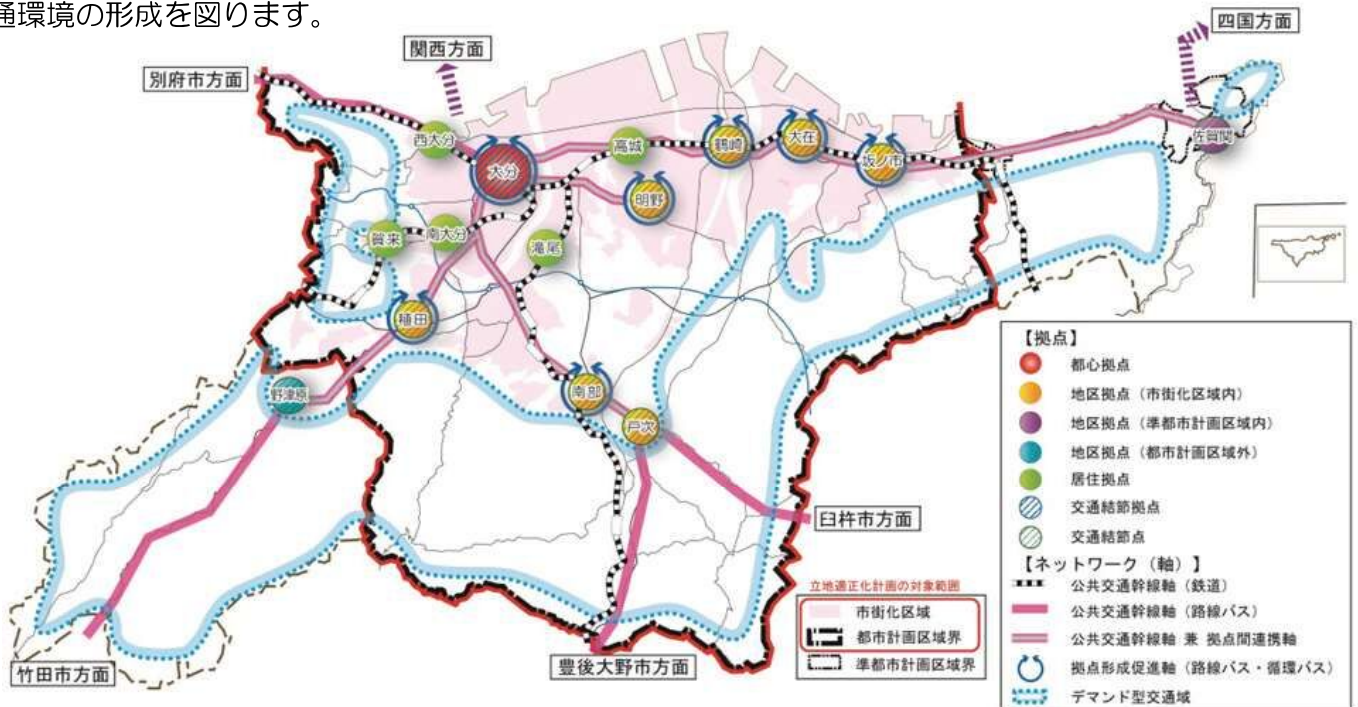 通環境の形成を図ります。
四国方面
関西方面
別府市方面
西大分
高城
鶴崎
大在
坂ノ市
佐賀関
大分
明野
賀来
南大分
滝尾
稙田
野津原
南部
戸次
臼杵市方面
竹田市方面
豊後大野市方面
立地適正化計画の対象範囲
市街化区域
都市計画区域界
準都市計画区域界
【拠点】
都心拠点
地区拠点（市街化区域内）
地区拠点（準都市計画区域内）
地区拠点（都市計画区域外）
居住拠点
交通結節拠点
交通結節点
【ネットワーク（軸）】
公共交通幹線軸（鉄道）
公共交通幹線軸（路線バス）
公共交通幹線軸 兼 拠点間連携軸
拠点形成促進軸（路線バス・循環バス）
デマンド型交通域